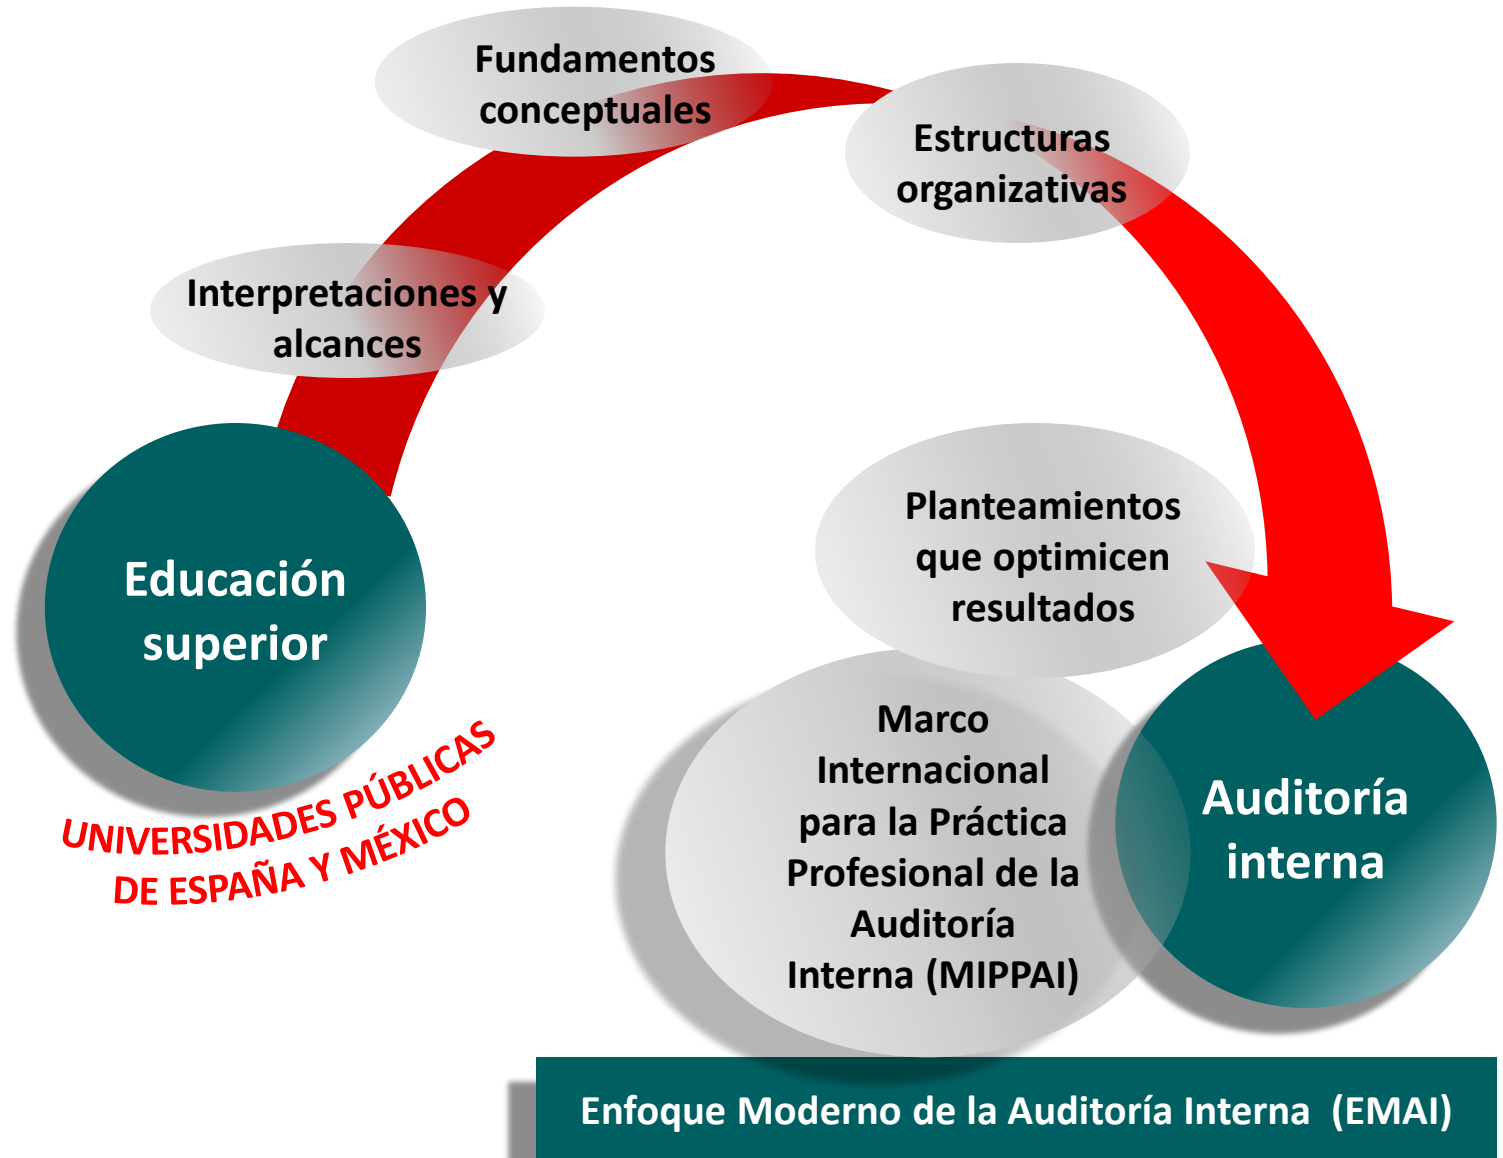 Fundamentos
conceptuales
Estructuras
organizativas
Interpretaciones y
alcances
Educación
superior
UNIVERSIDADES PÚBLICAS
DE ESPAÑA Y MÉXICO
Planteamientos
que optimicen
resultados
Marco
Internacional
para la Práctica
Profesional de la
Auditoría
Interna (MIPPAI)
Auditoría
interna
Enfoque Moderno de la Auditoría Interna (EMAI)